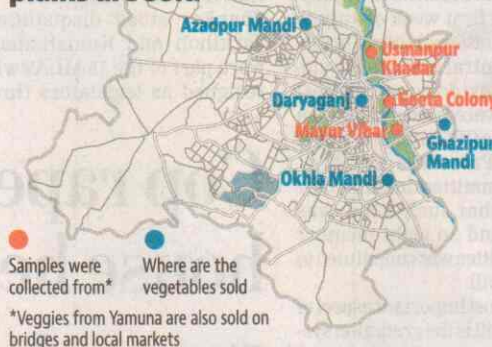 Azadpur Mandi
Usmanpur
Khadar
Daryaganj
Geeta Colony
Mayur Vihar
Ghazipur
Mandi
Okhla Mandi
Samples were
collected from*
Where are the
vegetables sold
*Veggies from Yamuna are also sold on
bridges and local markets